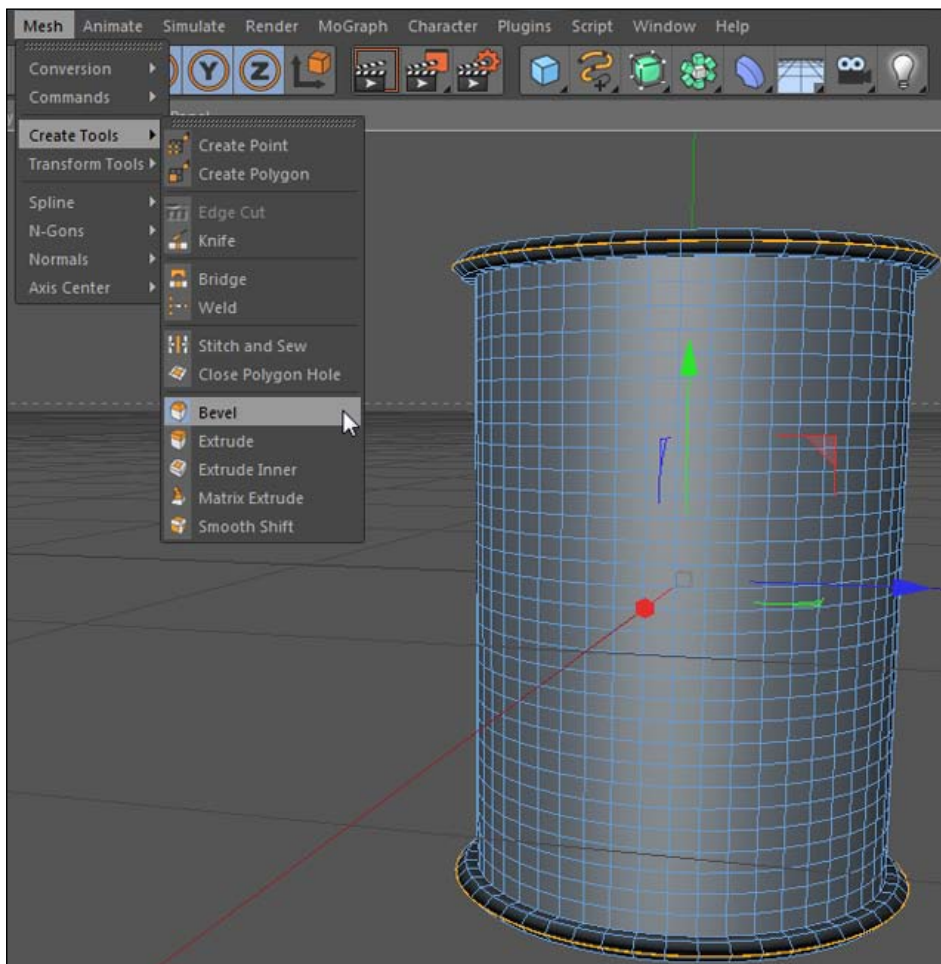 Mesh Animate Simulate Render MoGraph Character Plugins Script Window Help
Y Z
Conversion
Commands
Create Tools
Transform Tools
Spline
N-Gons
Normals
Axis Center
Create Point
Create Polygon
Edge Cut
Knife
Bridge
Weld
Stitch and Sew
Close Polygon Hole
Bevel
Extrude
Extrude Inner
Matrix Extrude
Smooth Shift